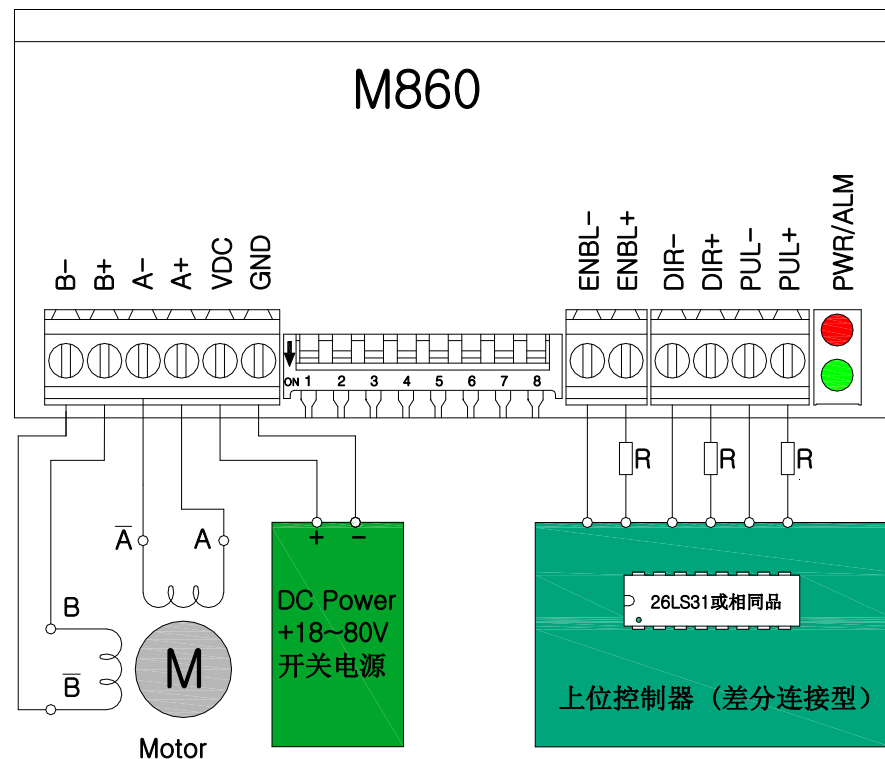 M860
B-
B+
A-
A+
VDC
GND
ENBL-
ENBL+
DIR-
DIR+
PUL-
PUL+
PWR/ALM
ON 1 2 3 4 5 6 7 8
R
R
R
A̅
A
B
B̅
M
Motor
+ -
DC Power
+18~80V
开关电源
26LS31或相同品
上位控制器（差分连接型）